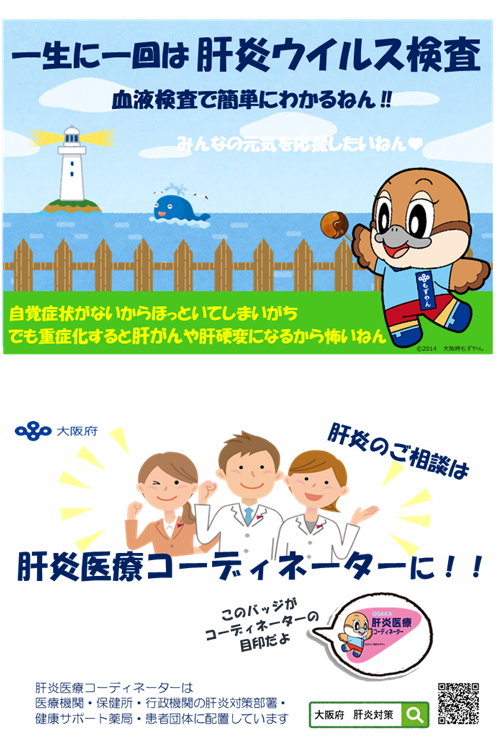 一生に一回は 肝炎ウイルス検査
血液検査で簡単にわかるねん!!
みんなの元気を応援したいねん♥
もずやん
自覚症状がないからほっといてしまいがち
でも重症化すると肝がんや肝硬変になるから怖いねん
©2014 大阪府もずやん
大阪府
肝炎のご相談は
肝炎医療コーディネーターに!!
このバッジが
コーディネーターの
目印だよ
OSAKA
肝炎医療
コーディネーター
肝炎医療コーディネーターは
医療機関・保健所・行政機関の肝炎対策部署・
健康サポート薬局・患者団体に配置しています
大阪府 肝炎対策